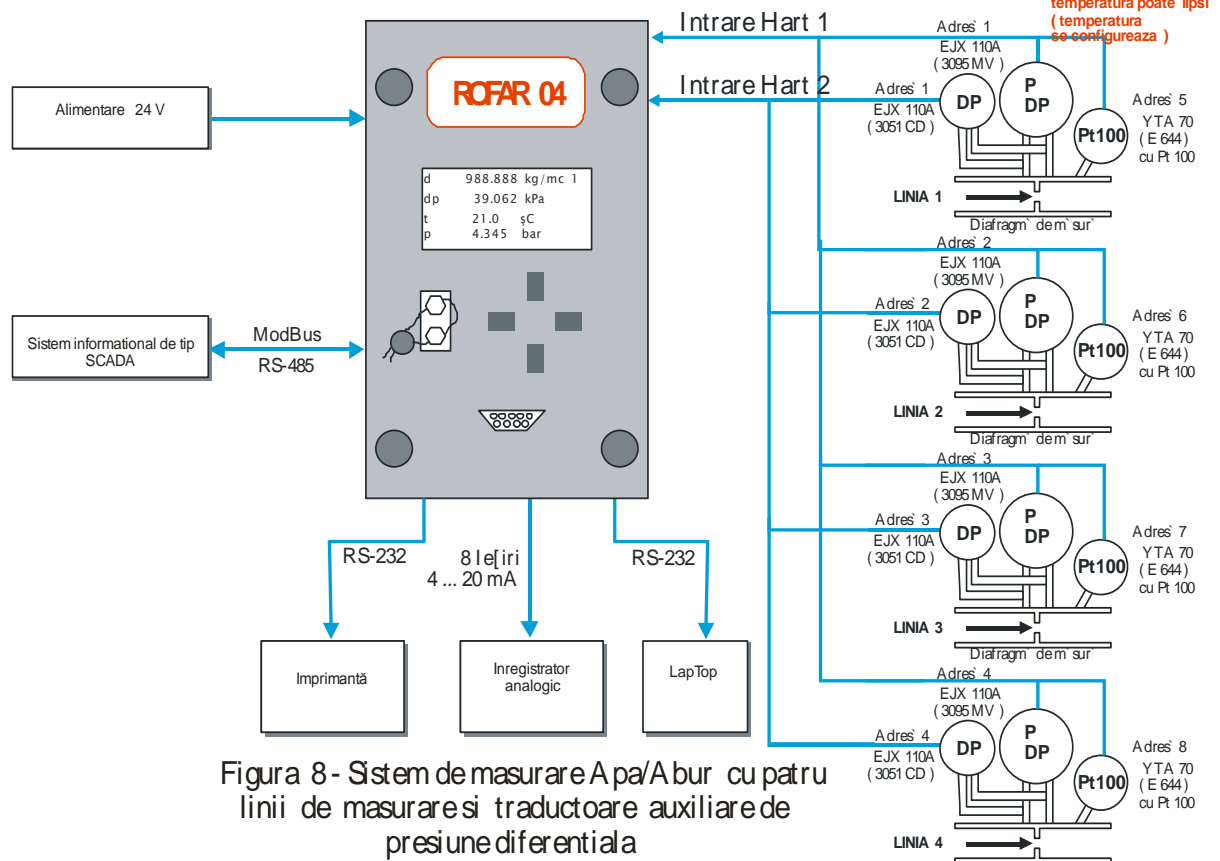 temperatura poate lipsi
( temperatura
se configureaza )
Intrare Hart 1
Intrare Hart 2
Alimentare 24 V
ROFAR 04
d 988.888 kg/mc 1
dp 39.062 kPa
t 21.0 şC
p 4.345 bar
Sistem informational de tip
SCADA
ModBus
RS-485
RS-232
8 Ie[iri
4 ... 20 mA
RS-232
Imprimantă
Inregistrator
analogic
LapTop
Adres` 1
EJX 110A
( 3095 MV )
Adres` 1
EJX 110A
( 3051 CD )
DP
P
DP
Pt100
Adres` 5
YTA 70
( E 644 )
cu Pt 100
LINIA 1
Diafragm` de m`sur`
Adres` 2
EJX 110A
( 3095 MV )
Adres` 2
EJX 110A
( 3051 CD )
DP
P
DP
Pt100
Adres` 6
YTA 70
( E 644 )
cu Pt 100
LINIA 2
Diafragm` de m`sur`
Adres` 3
EJX 110A
( 3095 MV )
Adres` 3
EJX 110A
( 3051 CD )
DP
P
DP
Pt100
Adres` 7
YTA 70
( E 644 )
cu Pt 100
LINIA 3
Diafragm` de m`sur`
Adres` 4
EJX 110A
( 3095 MV )
Adres` 4
EJX 110A
( 3051 CD )
DP
P
DP
Pt100
Adres` 8
YTA 70
( E 644 )
cu Pt 100
LINIA 4
Figura 8 - Sistem de masurare Apa/Abur cu patru
linii de masurare si traductoare auxiliare de
presiune diferentiala